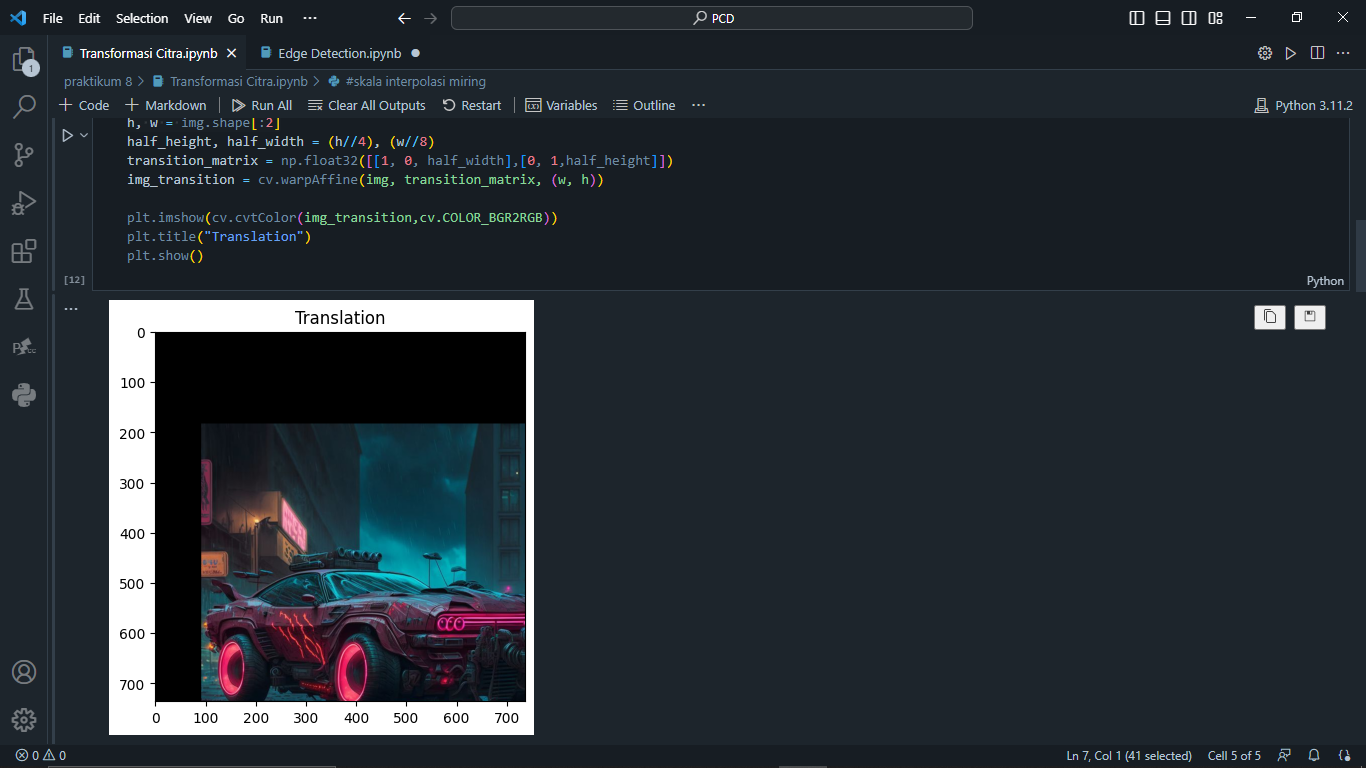 File Edit Selection View Go Run ··· PCD
Transformasi Citra.ipynb Edge Detection.ipynb
praktikum 8 > Transformasi Citra.ipynb > #skala interpolasi miring
Code Markdown Run All Clear All Outputs Restart Variables Outline ··· Python 3.11.2
1
h, w = img.shape[:2]
half_height, half_width = (h//4), (w//8)
transition_matrix = np.float32([[1, 0, half_width],[0, 1,half_height]])
img_transition = cv.warpAffine(img, transition_matrix, (w, h))
plt.imshow(cv.cvtColor(img_transition,cv.COLOR_BGR2RGB))
plt.title("Translation")
plt.show()
[12] Python
Translation
0
100
200
300
400
500
600
700
0 100 200 300 400 500 600 700
0 0 Ln 7, Col 1 (41 selected) Cell 5 of 5